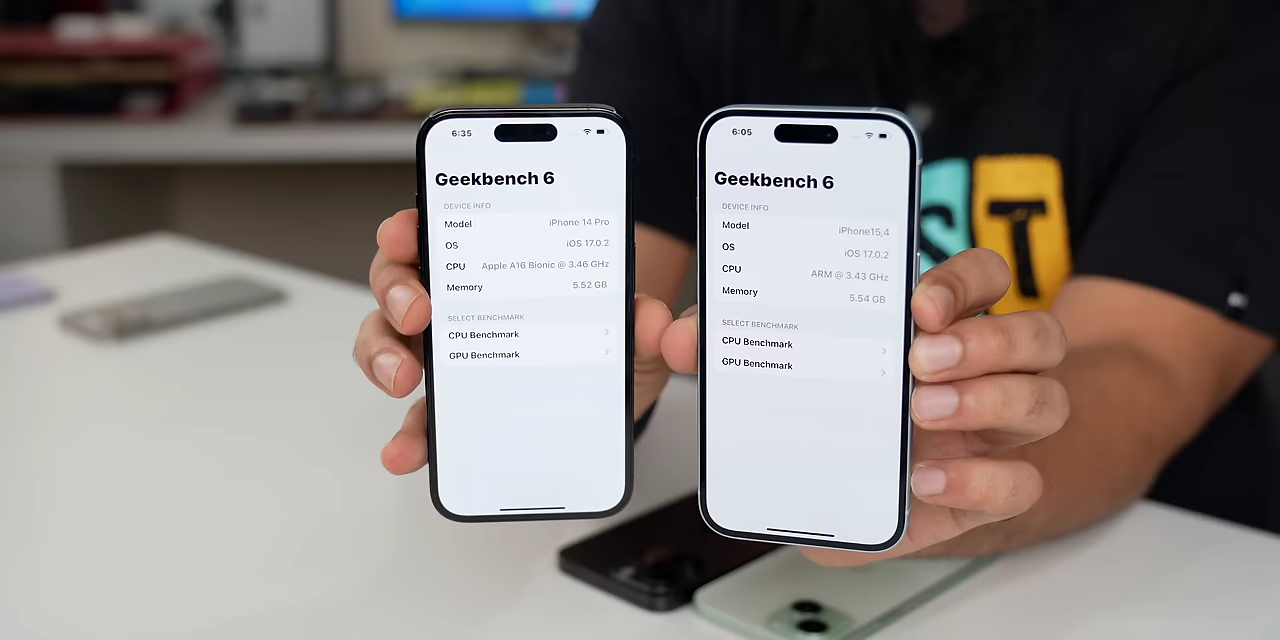 6:35
Geekbench 6
DEVICE INFO
Model iPhone 14 Pro
OS iOS 17.0.2
CPU Apple A16 Bionic @ 3.46 GHz
Memory 5.52 GB
SELECT BENCHMARK
CPU Benchmark
GPU Benchmark
6:05
Geekbench 6
DEVICE INFO
Model iPhone15,4
OS iOS 17.0.2
CPU ARM @ 3.43 GHz
Memory 5.54 GB
SELECT BENCHMARK
CPU Benchmark
GPU Benchmark
ST